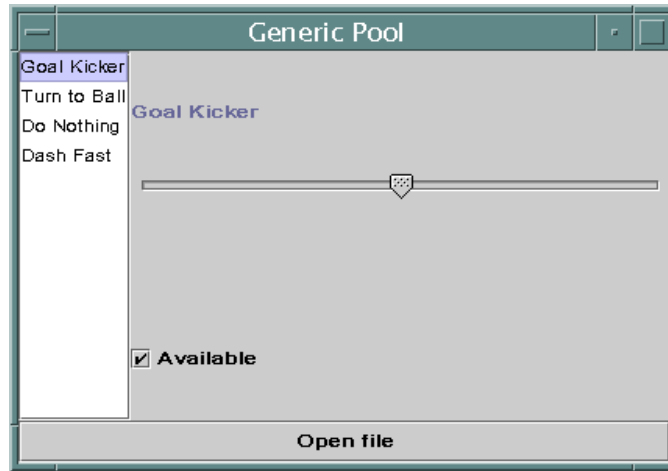 Generic Pool
Goal Kicker
Turn to Ball
Do Nothing
Dash Fast
Goal Kicker
Available
Open file